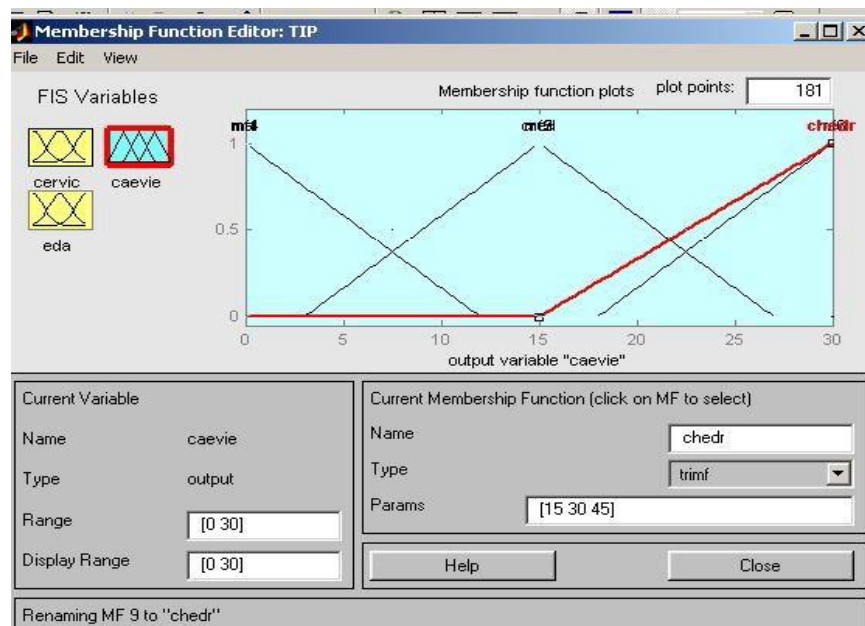 Membership Function Editor: TIP
File Edit View
FIS Variables
Membership function plots plot points: 181
cervic caevie
eda
1
0.5
0
0 5 10 15 20 25 30
output variable "caevie"
Current Variable
Name caevie
Type output
Range [0 30]
Display Range [0 30]
Current Membership Function (click on MF to select)
Name chedr
Type trimf
Params [15 30 45]
Help Close
Renaming MF 9 to "chedr"